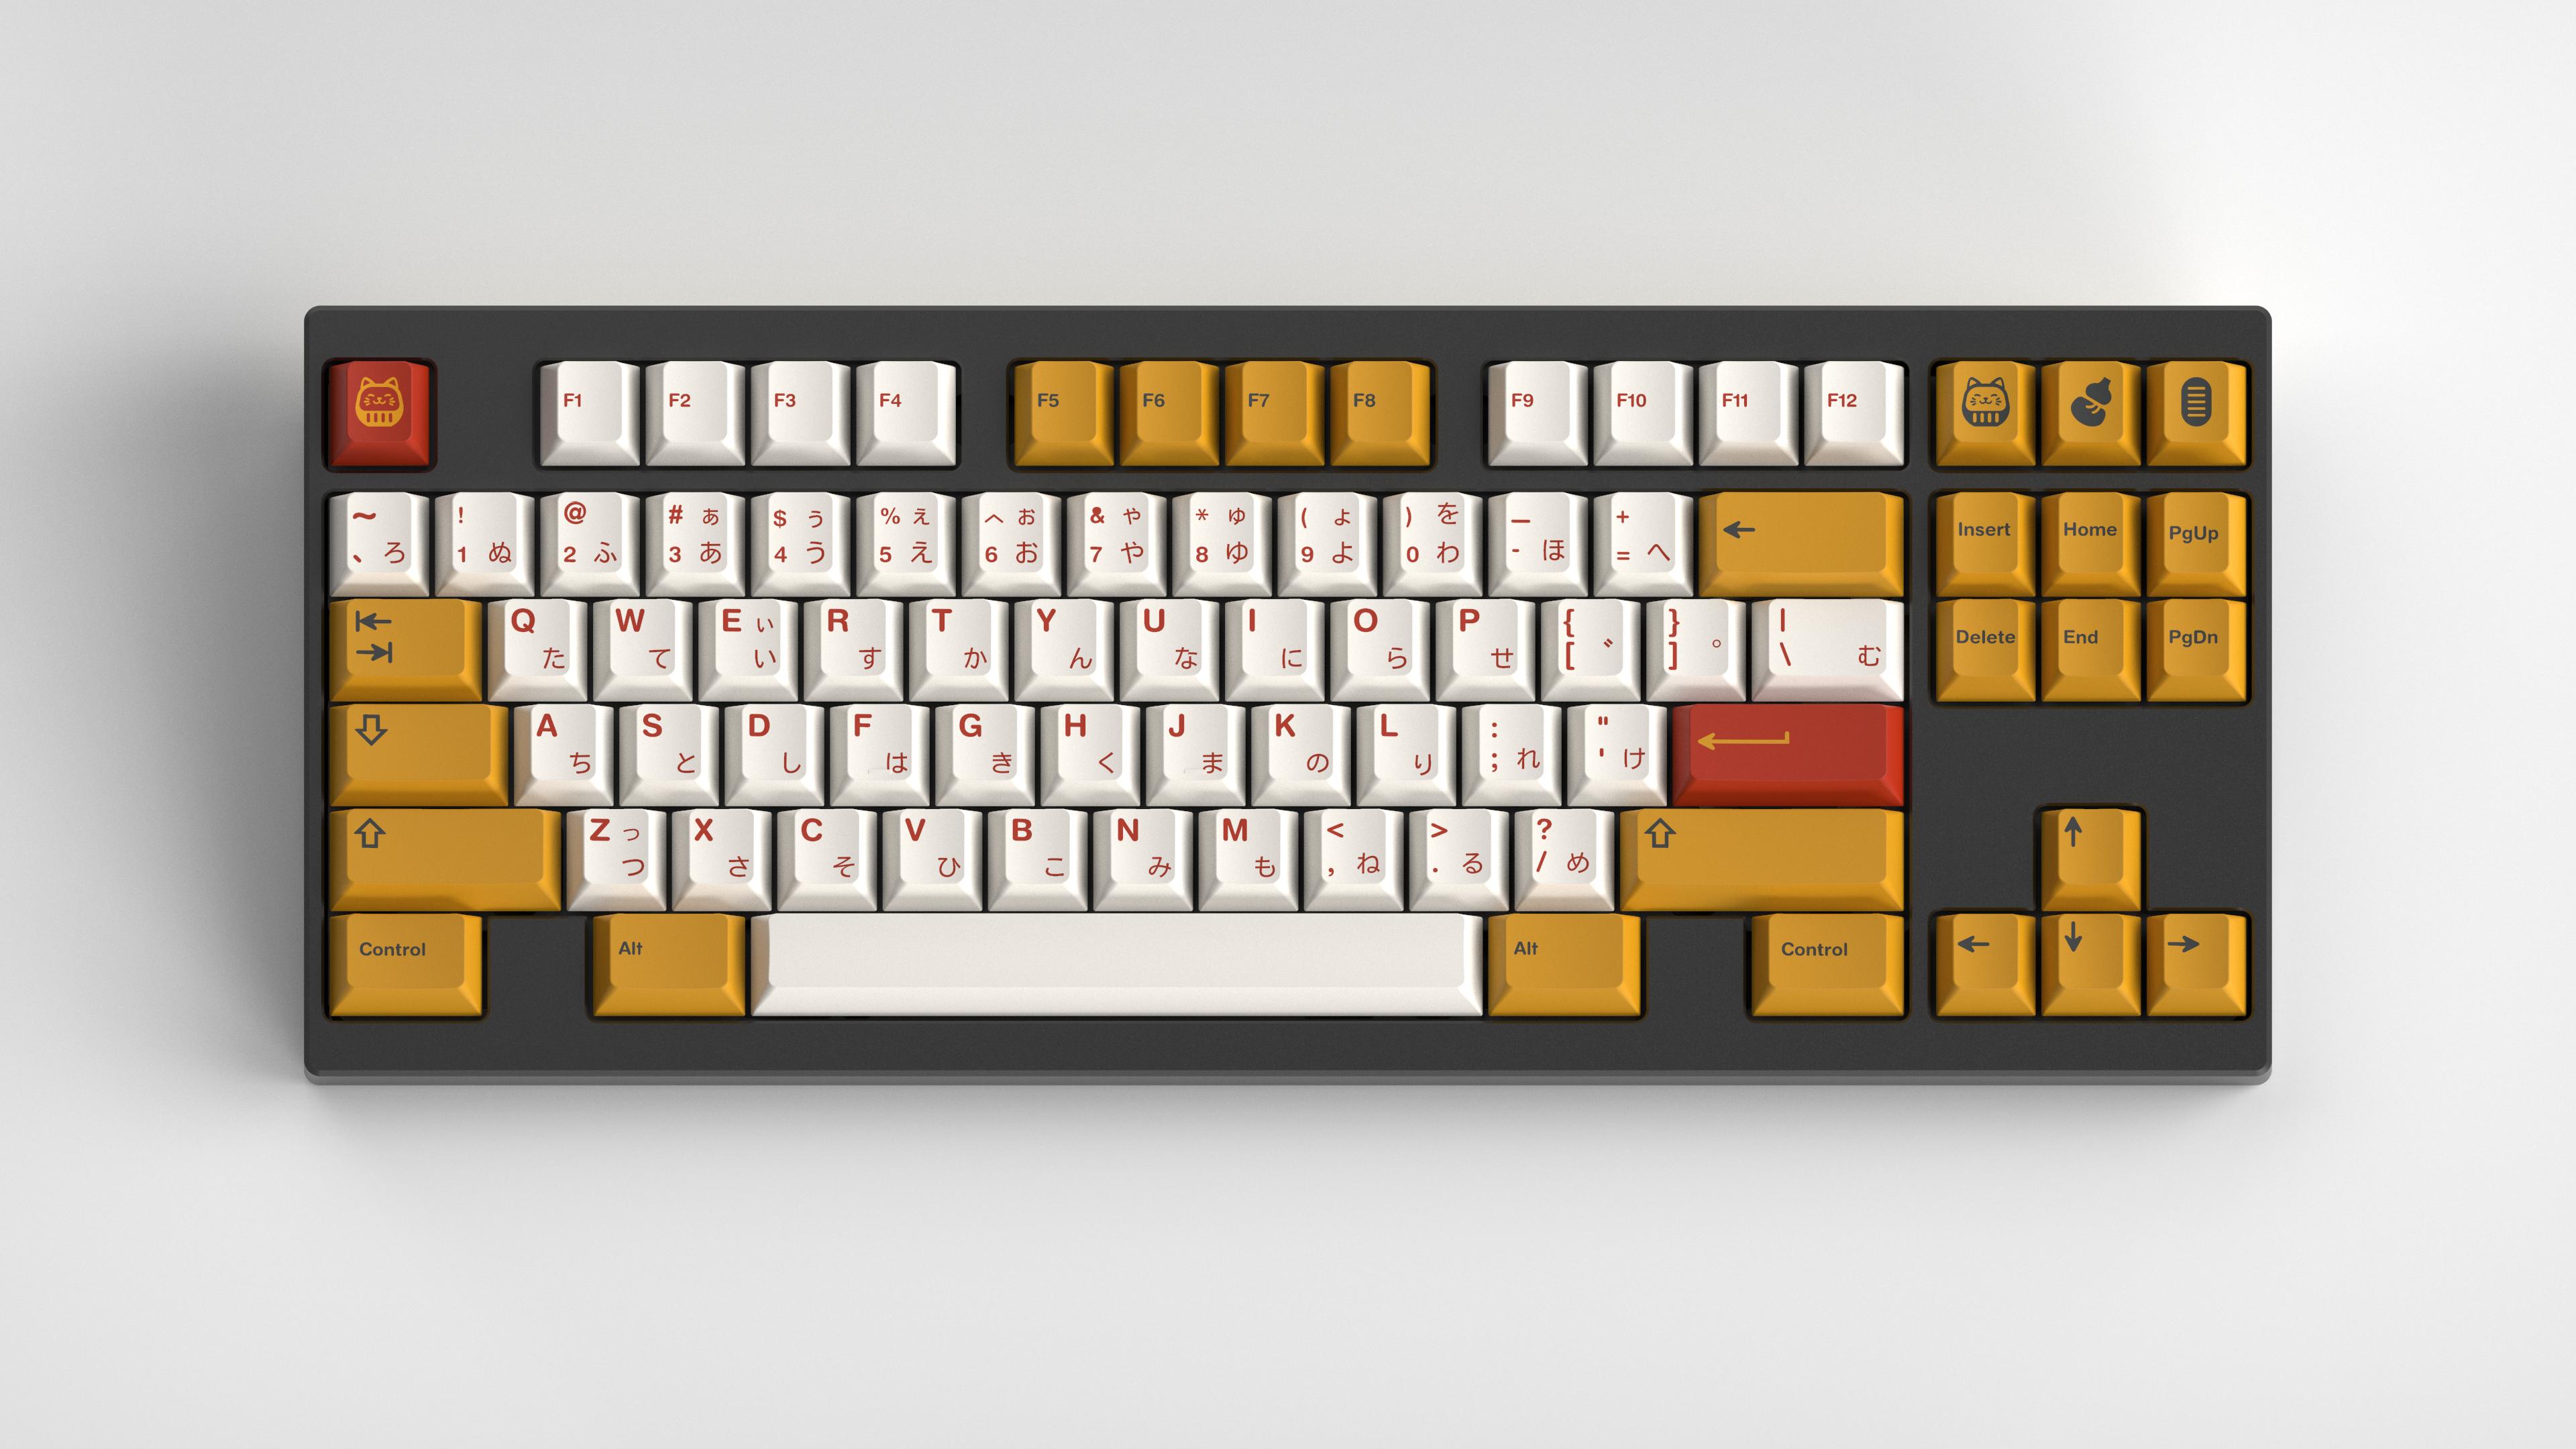 F1 F2 F3 F4 F5 F6 F7 F8 F9 F10 F11 F12
~ ! @ # ぁ $ ぅ % ぇ ^ ぉ & ゃ * ゅ ( ょ ) を _ +
、 ろ 1 ぬ 2 ふ 3 あ 4 う 5 え 6 お 7 や 8 ゆ 9 よ 0 わ - ほ = へ ← Insert Home PgUp
Q W E ぃ R T Y U I O P { } |
た て い す か ん な に ら せ [ ゛ ] ゜ \ む Delete End PgDn
A S D F G H J K L : "
ち と し は き く ま の り ; れ ' け
Z っ X C V B N M < > ? ↑
つ さ そ ひ こ み も , ね . る / め
Control Alt Alt Control ← ↓ →